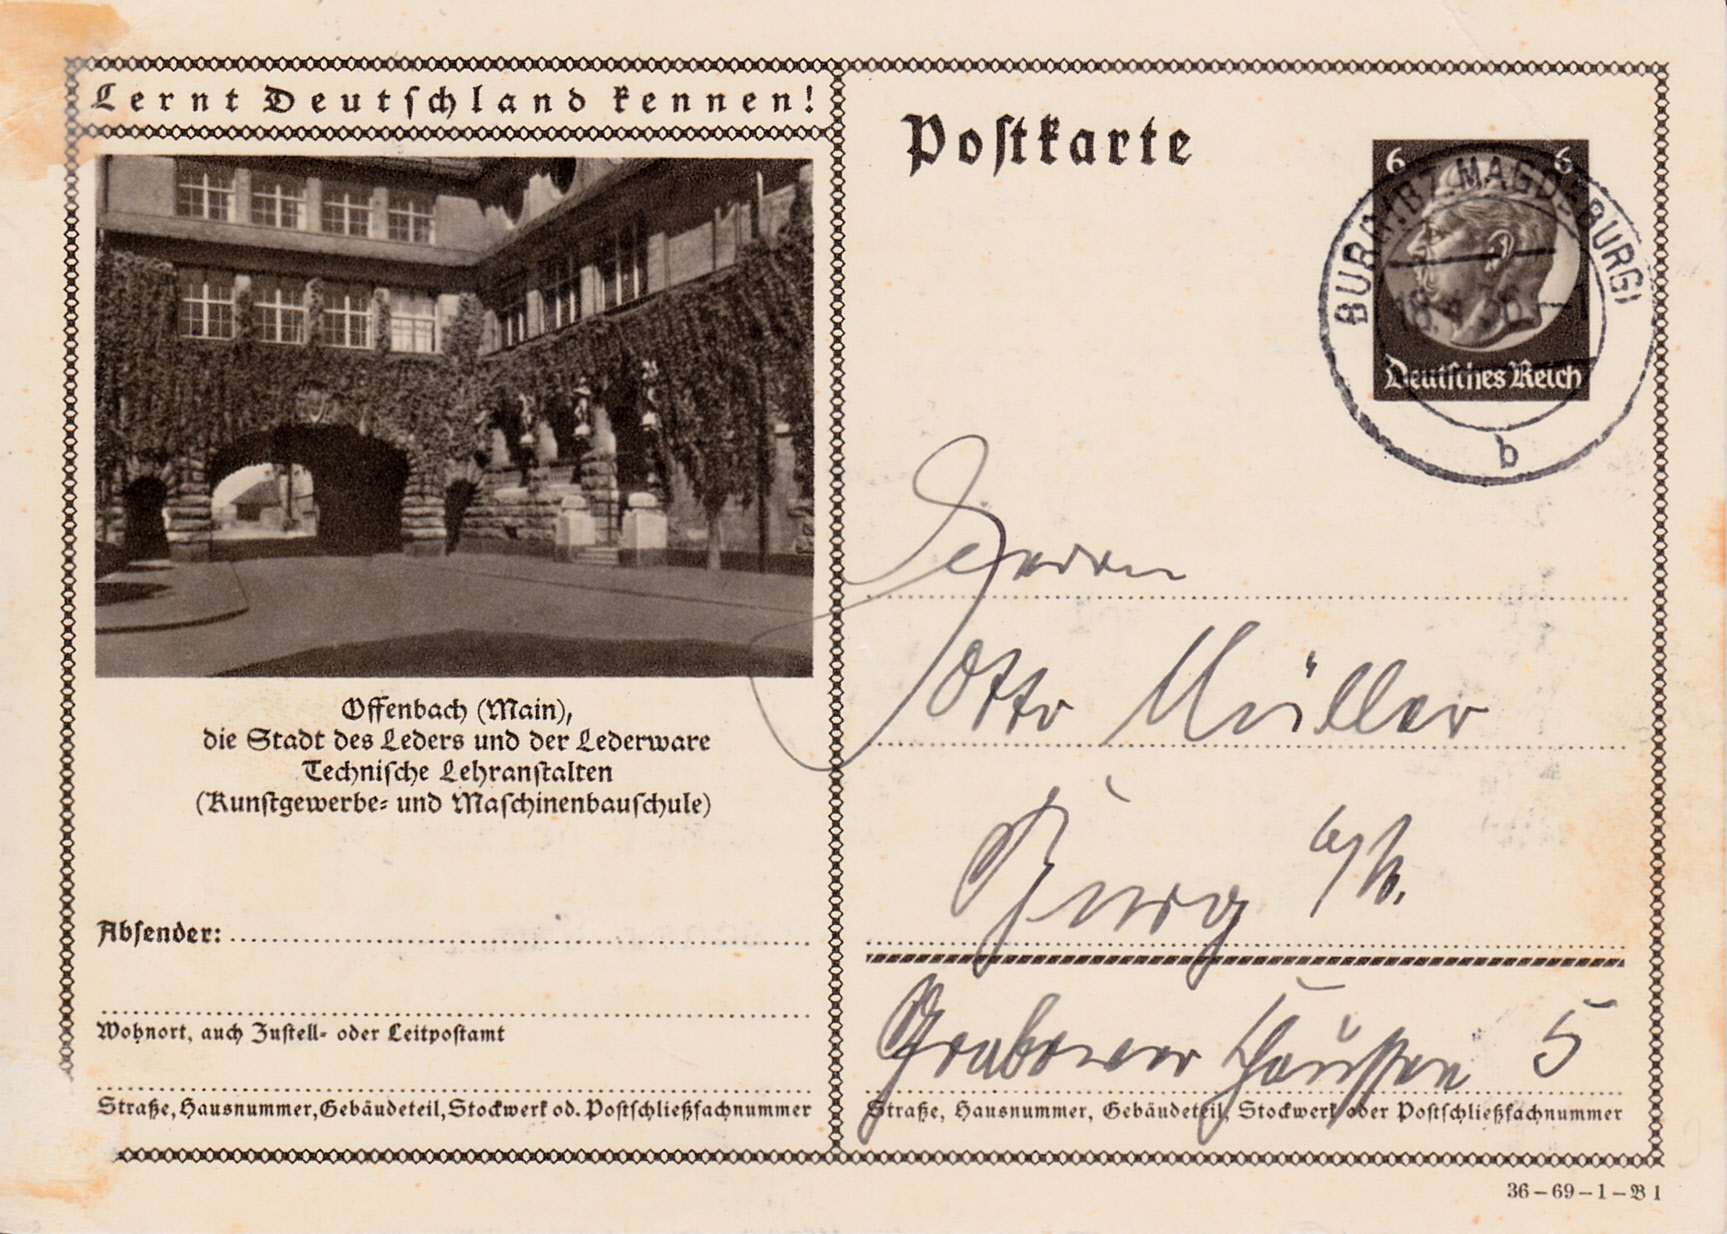 Lernt Deutschland kennen!
Offenbach (Main),
die Stadt des Leders und der Lederware
Technische Lehranstalten
(Kunstgewerbe- und Maschinenbauschule)
Absender:
Wohnort, auch Zustell- oder Leitpostamt
Straße, Hausnummer, Gebäudeteil, Stockwerk od. Postschließfachnummer
Postkarte
6 6
Deutsches Reich
BURG (BZ. MAGDEBURG)
b
Herrn
Otto Müller
Burg
Grabower 5
Straße, Hausnummer, Gebäudeteil, Stockwerk oder Postschließfachnummer
36–69–1–B 1